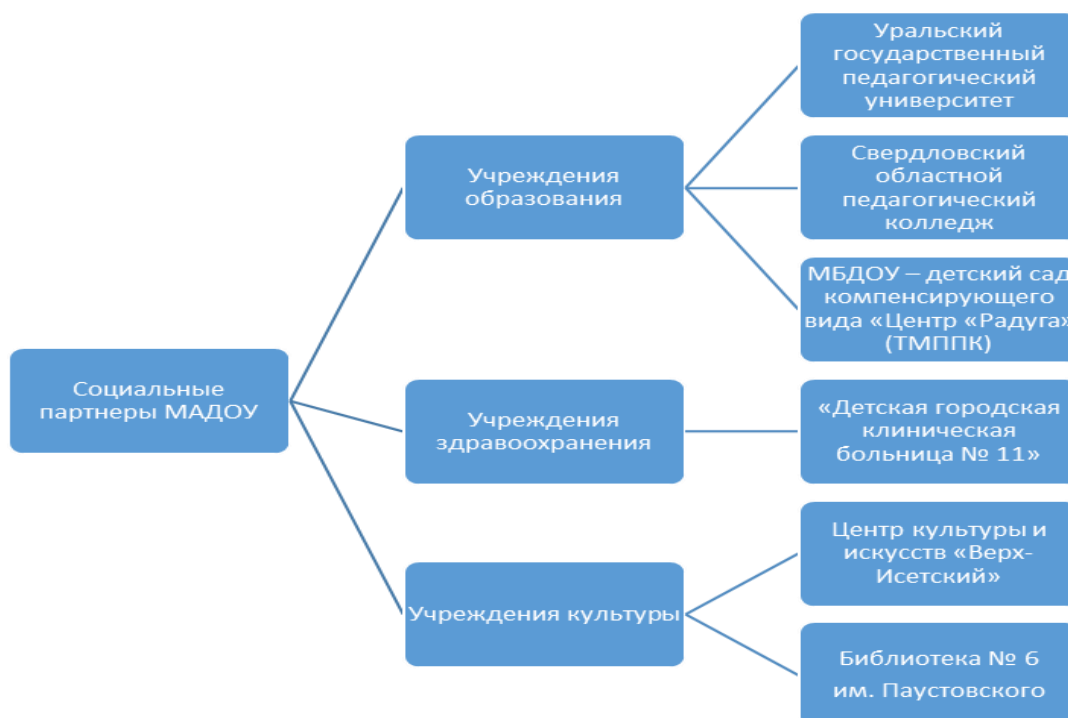 Социальные
партнеры МАДОУ
Учреждения
образования
Уральский
государственный
педагогический
университет
Свердловский
областной
педагогический
колледж
МБДОУ – детский сад
компенсирующего
вида «Центр «Радуга»
(ТМППК)
Учреждения
здравоохранения
«Детская городская
клиническая
больница № 11»
Учреждения культуры
Центр культуры и
искусств «Верх-
Исетский»
Библиотека № 6
им. Паустовского